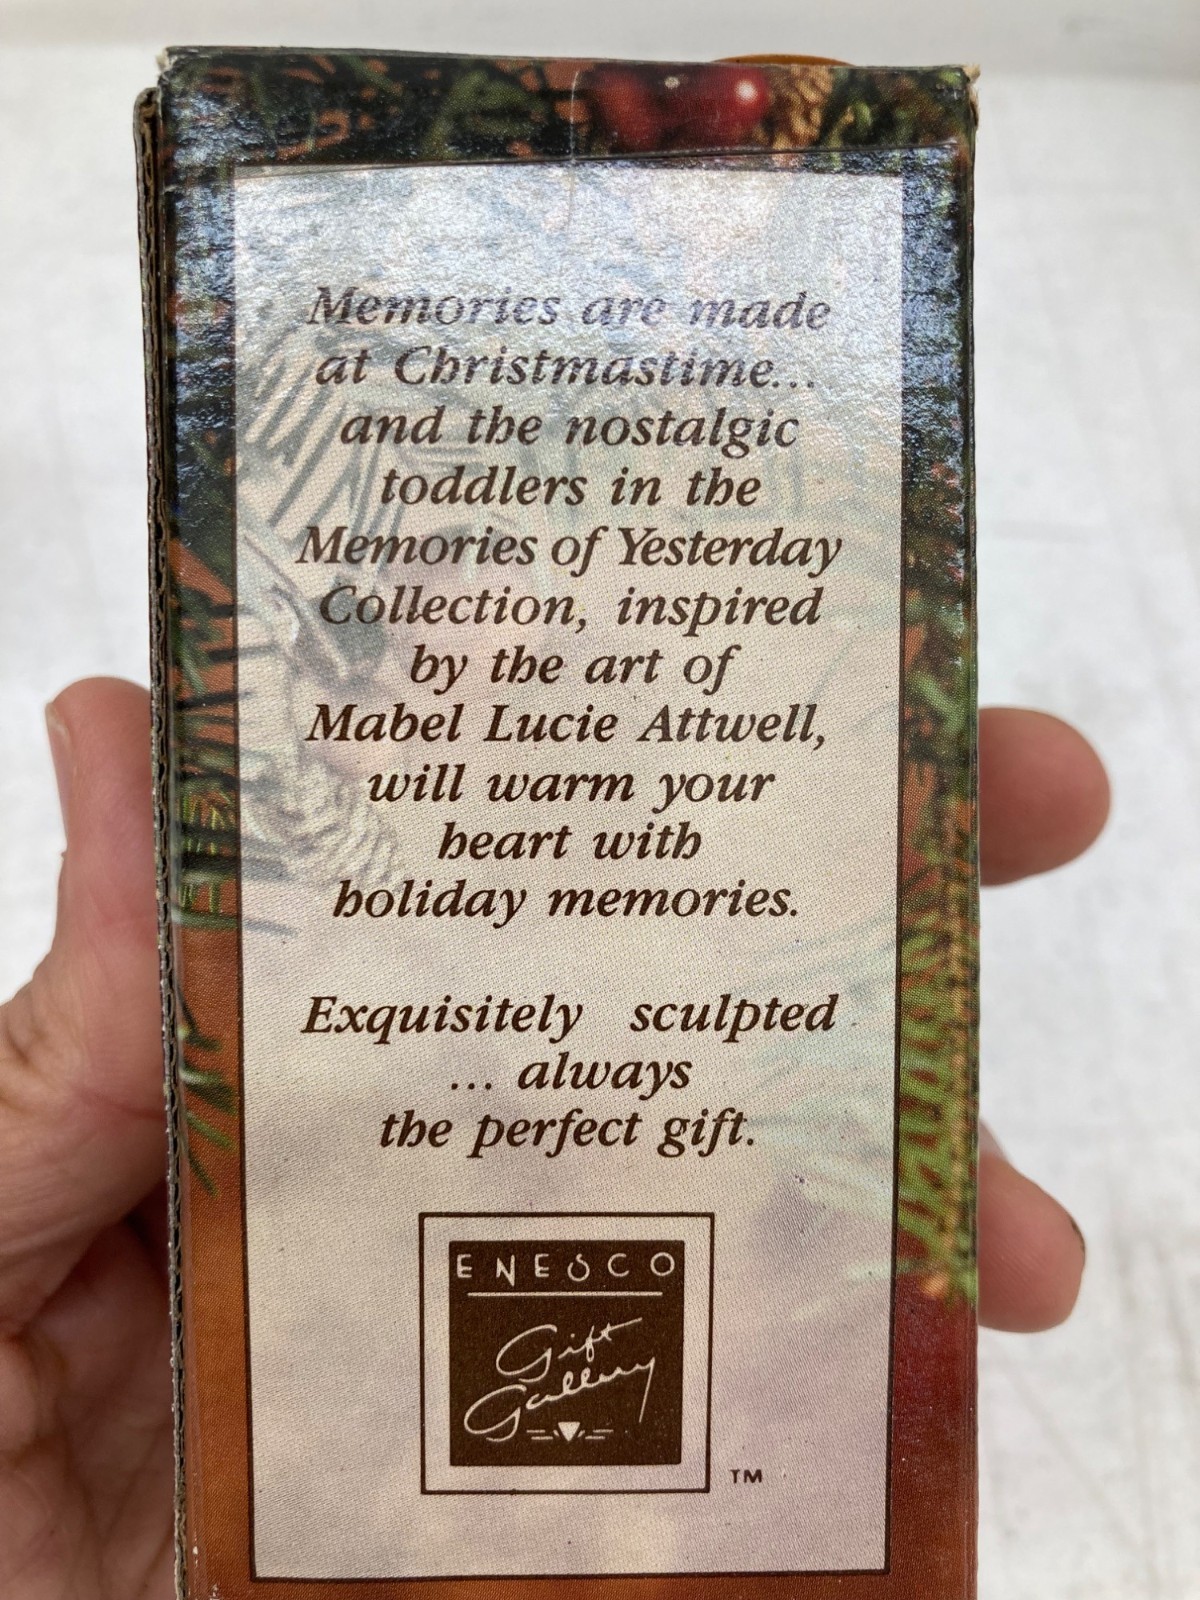 Memories are made
at Christmastime...
and the nostalgic
toddlers in the
Memories of Yesterday
Collection, inspired
by the art of
Mabel Lucie Attwell,
will warm your
heart with
holiday memories.
Exquisitely sculpted
... always
the perfect gift.
ENESCO
Gift
Gallery
TM